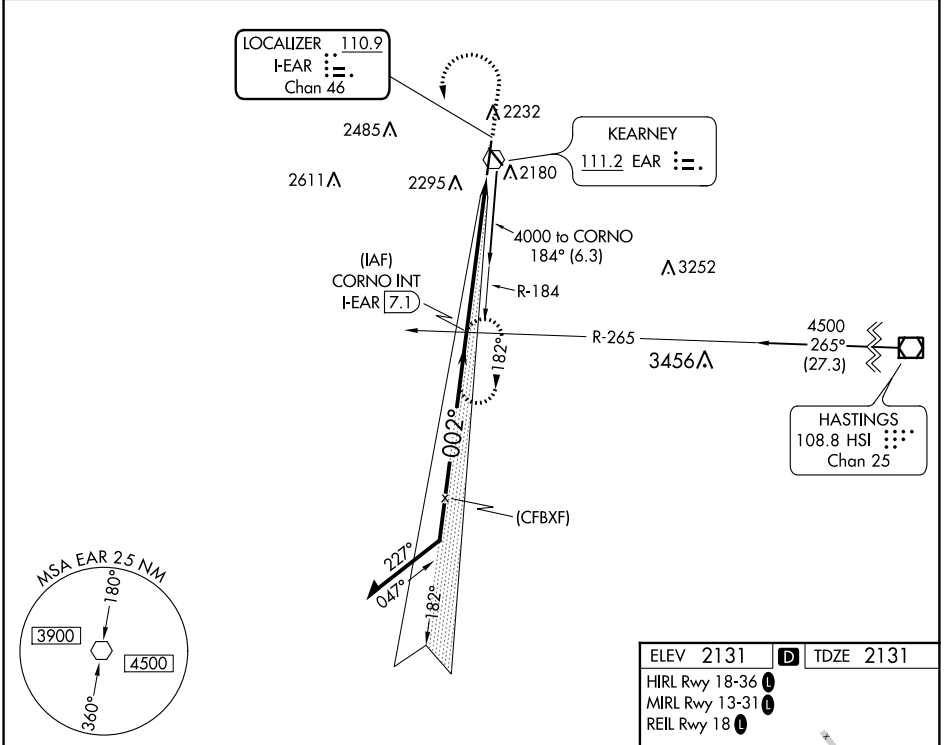 LOCALIZER 110.9
I-EAR
Chan 46
2232
2485
KEARNEY
111.2 EAR
2611
2295
2180
4000 to CORNO
184° (6.3)
(IAF)
CORNO INT
I-EAR 7.1
3252
R-184
R-265
4500
265°
(27.3)
182°
3456
HASTINGS
108.8 HSI
Chan 25
002°
(CFBXF)
227°
047°
182°
MSA EAR 25 NM
180°
3900
4500
360°
ELEV 2131 D TDZE 2131
HIRL Rwy 18-36 L
MIRL Rwy 13-31 L
REIL Rwy 18 L